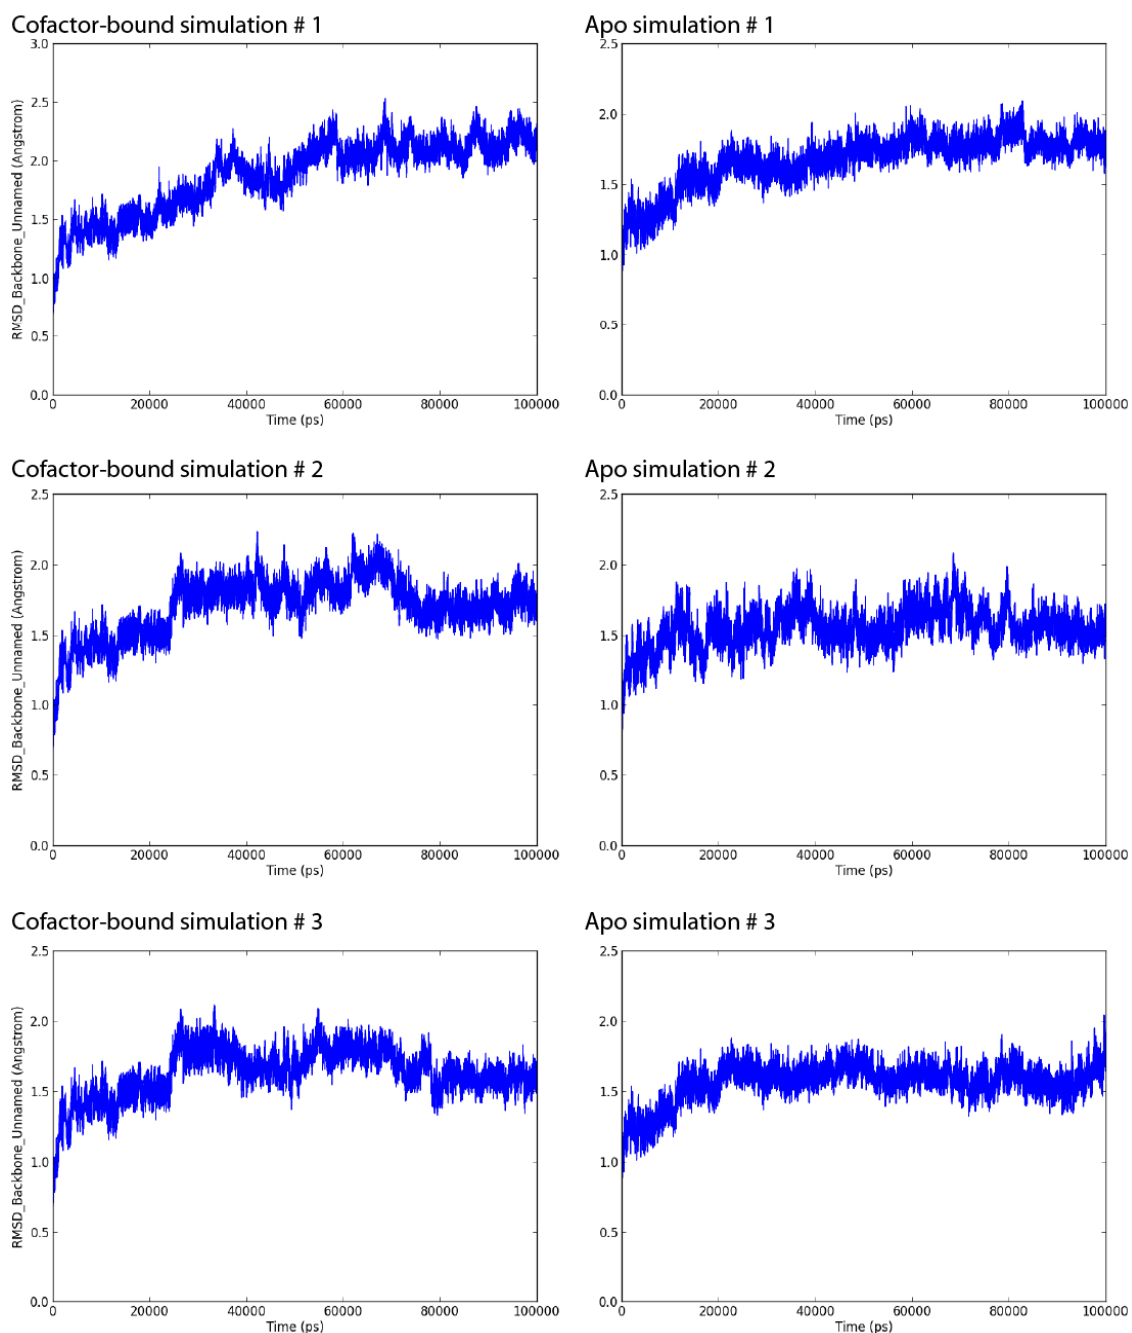 Cofactor-bound simulation # 1
3.0
2.5
2.0
1.5
1.0
0.5
0.0
RMSD_Backbone_Unnamed (Angstrom)
0 20000 40000 60000 80000 100000
Time (ps)
Apo simulation # 1
2.5
2.0
1.5
1.0
0.5
0.0
0 20000 40000 60000 80000 100000
Time (ps)
Cofactor-bound simulation # 2
2.5
2.0
1.5
1.0
0.5
0.0
RMSD_Backbone_Unnamed (Angstrom)
0 20000 40000 60000 80000 100000
Time (ps)
Apo simulation # 2
2.5
2.0
1.5
1.0
0.5
0.0
0 20000 40000 60000 80000 100000
Time (ps)
Cofactor-bound simulation # 3
2.5
2.0
1.5
1.0
0.5
0.0
RMSD_Backbone_Unnamed (Angstrom)
0 20000 40000 60000 80000 100000
Time (ps)
Apo simulation # 3
2.5
2.0
1.5
1.0
0.5
0.0
0 20000 40000 60000 80000 100000
Time (ps)